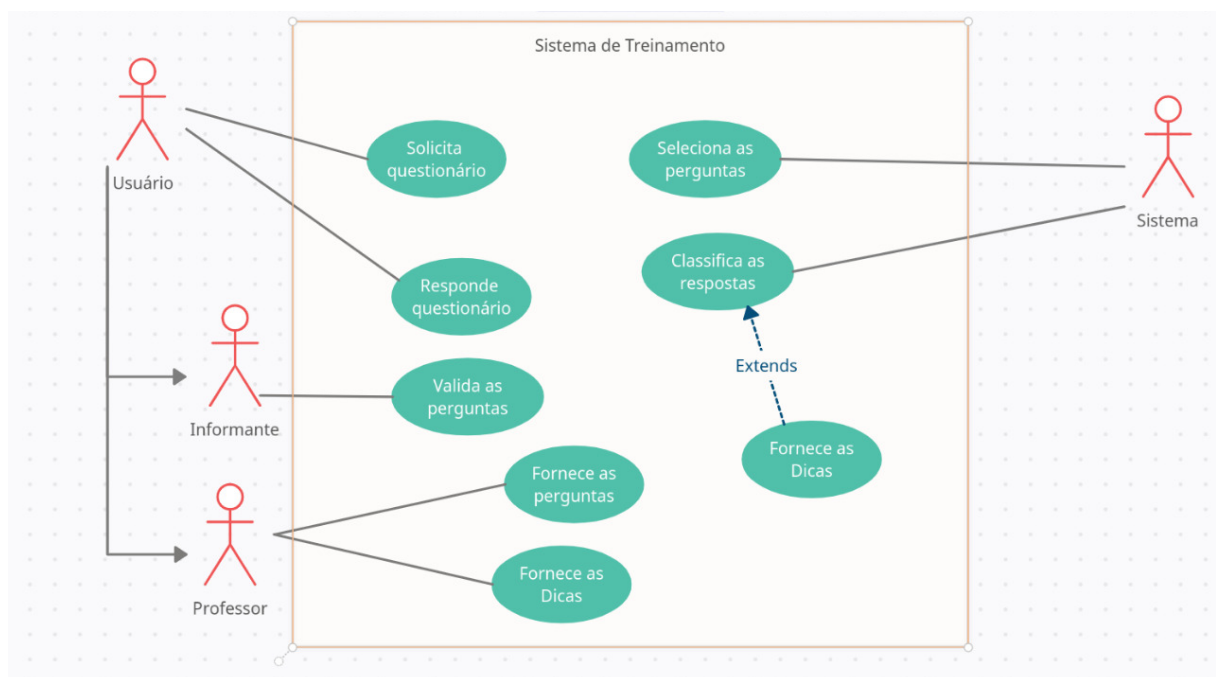 Sistema de Treinamento
Usuário
Solicita
questionário
Seleciona as
perguntas
Sistema
Classifica as
respostas
Responde
questionário
Extends
Informante
Valida as
perguntas
Fornece as
Dicas
Fornece as
perguntas
Professor
Fornece as
Dicas